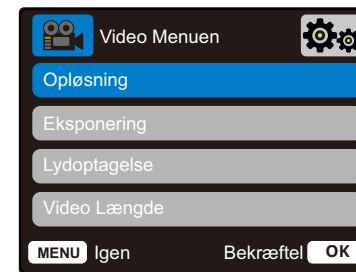 Video Menuen
Opløsning
Eksponering
Lydoptagelse
Video Længde
MENU Igen Bekræftel OK